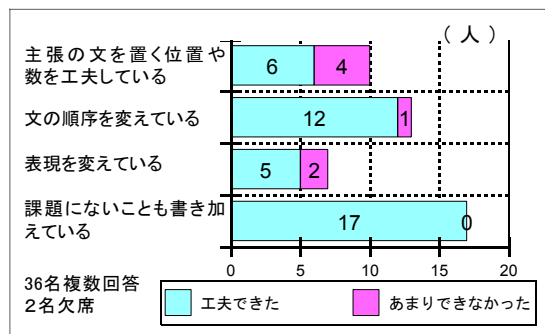 (人)
主張の文を置く位置や
数を工夫している
6 4
文の順序を変えている
12 1
表現を変えている
5 2
課題にないことも書き加
えている
17 0
0 5 10 15 20
36名複数回答
2名欠席
工夫できた あまりできなかった